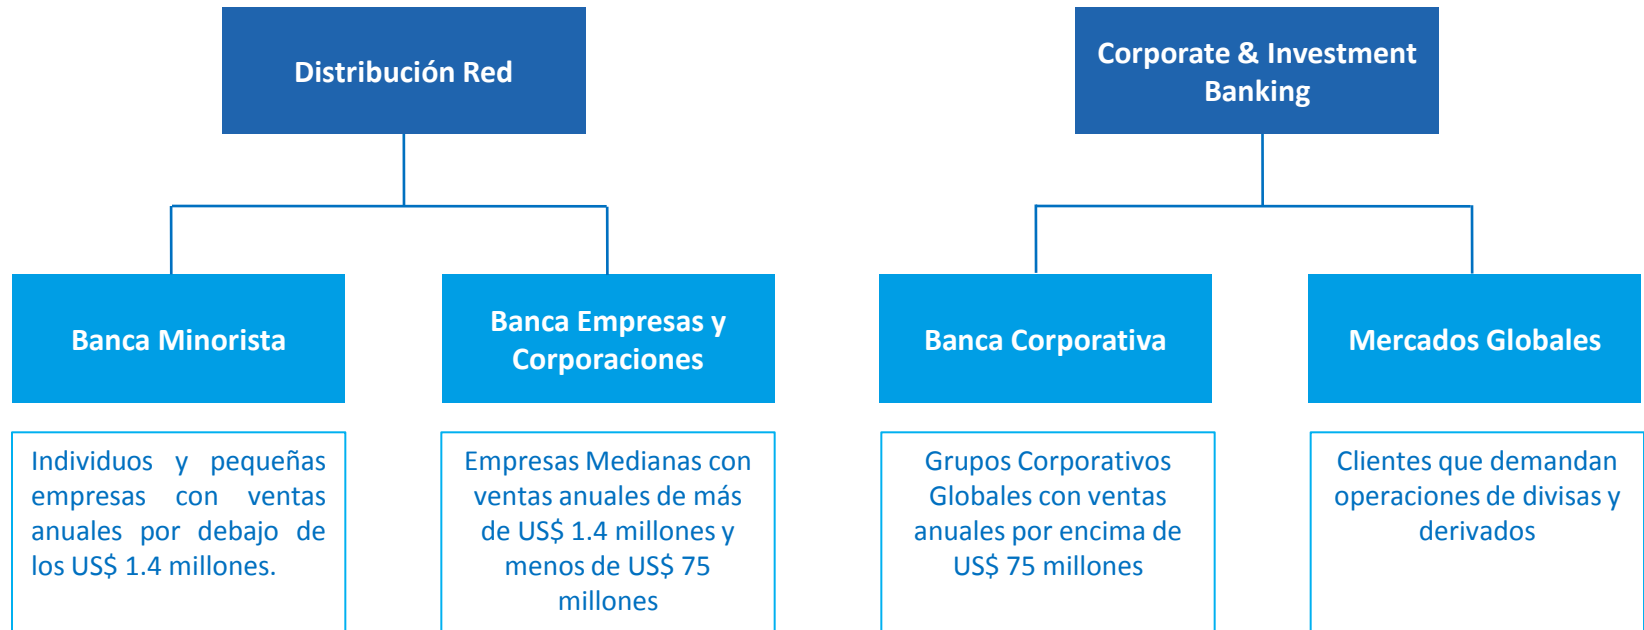 Distribución Red
Corporate & Investment
Banking
Banca Minorista
Banca Empresas y
Corporaciones
Banca Corporativa
Mercados Globales
Individuos y pequeñas
empresas con ventas
anuales por debajo de
los US$ 1.4 millones.
Empresas Medianas con
ventas anuales de más
de US$ 1.4 millones y
menos de US$ 75
millones
Grupos Corporativos
Globales con ventas
anuales por encima de
US$ 75 millones
Clientes que demandan
operaciones de divisas y
derivados